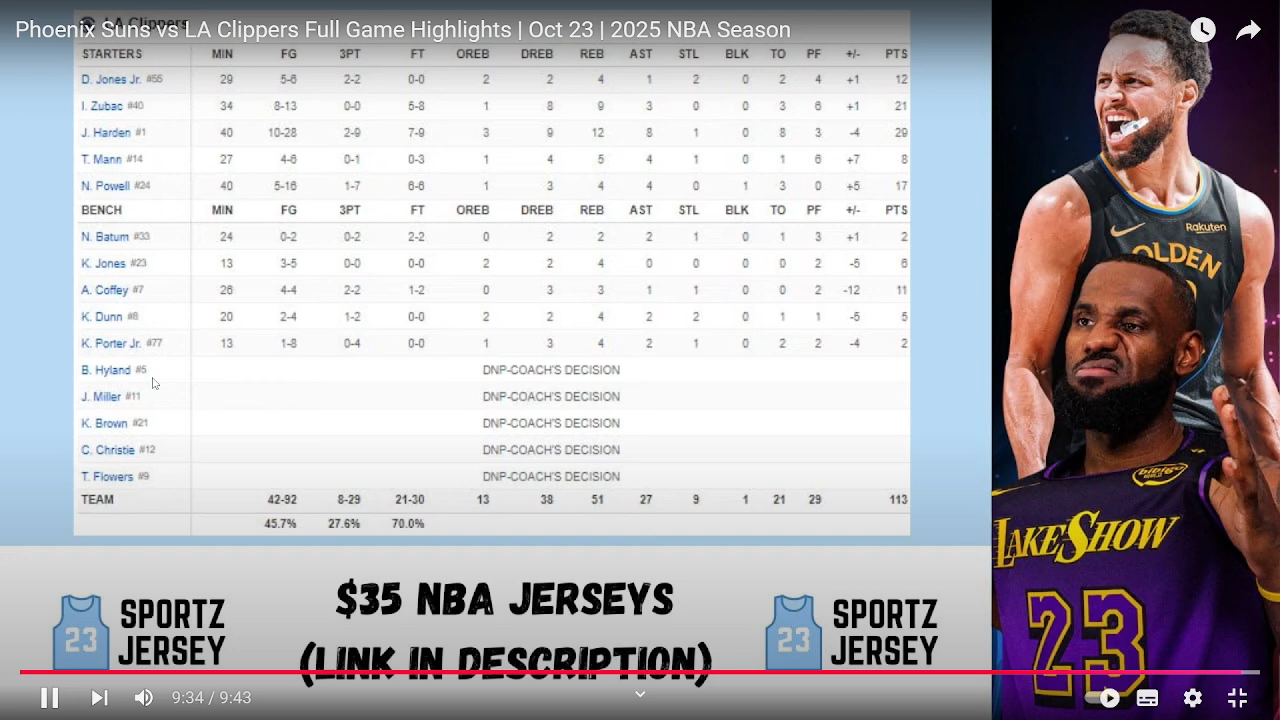 Phoenix Suns vs LA Clippers Full Game Highlights | Oct 23 | 2025 NBA Season
LA Clippers
STARTERS MIN FG 3PT FT OREB DREB REB AST STL BLK TO PF +/- PTS
D. Jones Jr. #55 29 5-6 2-2 0-0 2 2 4 1 2 0 2 4 +1 12
I. Zubac #40 34 8-13 0-0 5-8 1 8 9 3 0 0 3 6 +1 21
J. Harden #1 40 10-28 2-9 7-9 3 9 12 8 1 0 8 3 -4 29
T. Mann #14 27 4-6 0-1 0-3 1 4 5 4 1 0 1 6 +7 8
N. Powell #24 40 5-16 1-7 6-6 1 3 4 4 0 1 3 0 +5 17
BENCH MIN FG 3PT FT OREB DREB REB AST STL BLK TO PF +/- PTS
N. Batum #33 24 0-2 0-2 2-2 0 2 2 2 1 0 1 3 +1 2
K. Jones #23 13 3-5 0-0 0-0 2 2 4 0 0 0 0 2 -5 6
A. Coffey #7 26 4-4 2-2 1-2 0 3 3 1 1 0 0 2 -12 11
K. Dunn #8 20 2-4 1-2 0-0 2 2 4 2 2 0 1 1 -5 5
K. Porter Jr. #77 13 1-8 0-4 0-0 1 3 4 2 1 0 2 2 -4 2
B. Hyland #5 DNP-COACH'S DECISION
J. Miller #11 DNP-COACH'S DECISION
K. Brown #21 DNP-COACH'S DECISION
C. Christie #12 DNP-COACH'S DECISION
T. Flowers #9 DNP-COACH'S DECISION
TEAM 42-92 8-29 21-30 13 38 51 27 9 1 21 29 113
45.7% 27.6% 70.0%
Rakuten
OLDEN
bibigo
LAKE SHOW
23
23 SPORTZ JERSEY
$35 NBA JERSEYS
(LINK IN DESCRIPTION)
23 SPORTZ JERSEY
9:34 / 9:43